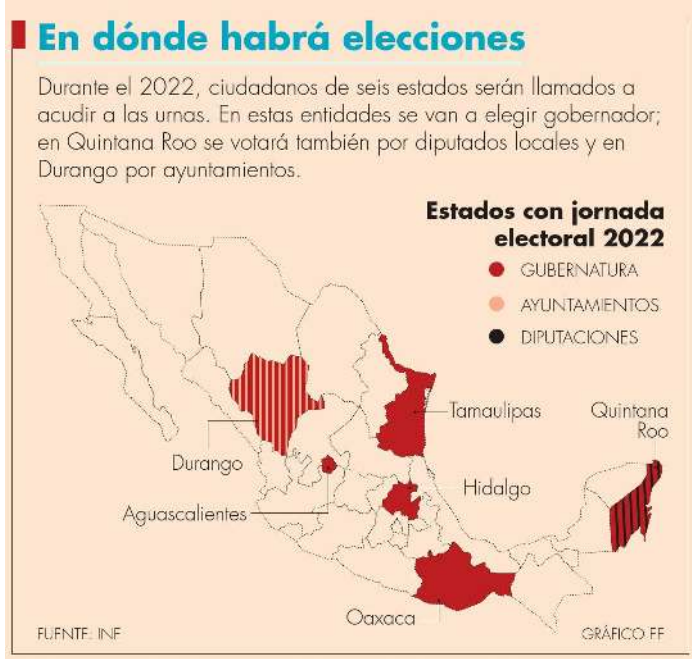 En dónde habrá elecciones
Durante el 2022, ciudadanos de seis estados serán llamados a
acudir a las urnas. En estas entidades se van a elegir gobernador;
en Quintana Roo se votará también por diputados locales y en
Durango por ayuntamientos.
Estados con jornada
electoral 2022
GUBERNATURA
AYUNTAMIENTOS
DIPUTACIONES
Tamaulipas
Quintana
Roo
Durango
Hidalgo
Aguascalientes
Oaxaca
FUENTE: INE
GRÁFICO EE